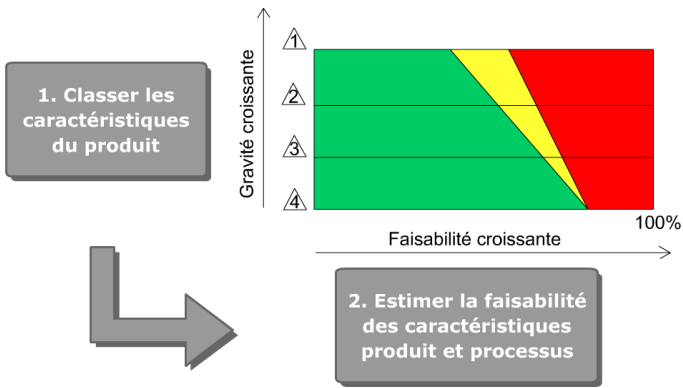 1. Classer les
caractéristiques
du produit
Gravité croissante
1
2
3
4
100%
Faisabilité croissante
2. Estimer la faisabilité
des caractéristiques
produit et processus